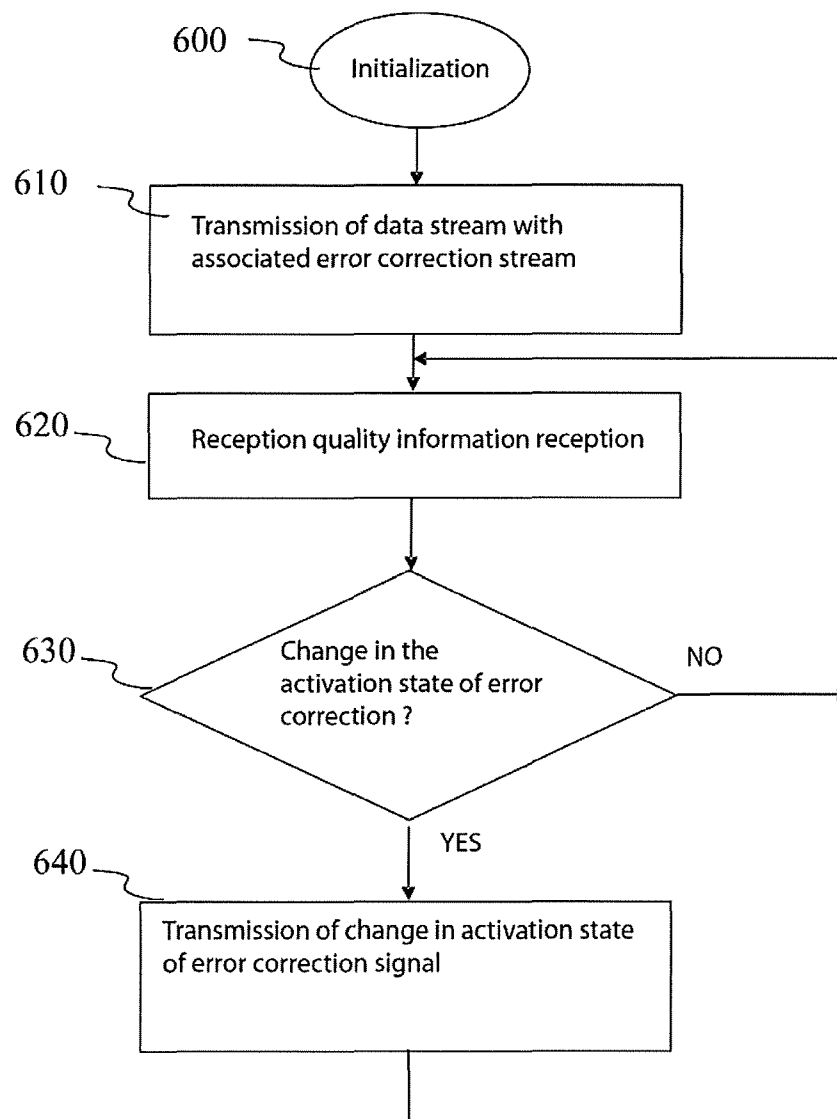 600
Initialization
610
Transmission of data stream with
associated error correction stream
620
Reception quality information reception
630
Change in the
activation state of error
correction ?
NO
YES
640
Transmission of change in activation state
of error correction signal